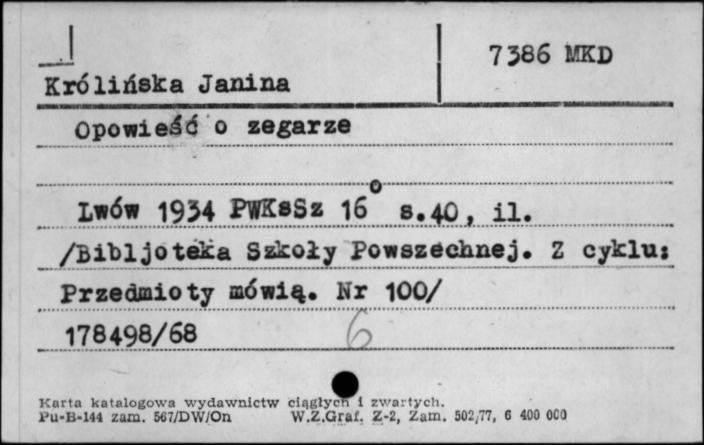 7386 MKD
Królińska Janina
Opowieść o zegarze
Lwów 1934 PWKsSz 16° s.40, il.
/Bibljoteka Szkoły Powszechnej. Z cyklu:
Przedmioty mówią. Nr 100/
178498/68 6
Karta katalogowa wydawnictw ciągłych i zwartych.
Pu-B-144 zam. 567/DW/On W.Z.Graf. Z-2, Zam. 502/77, 6 400 000